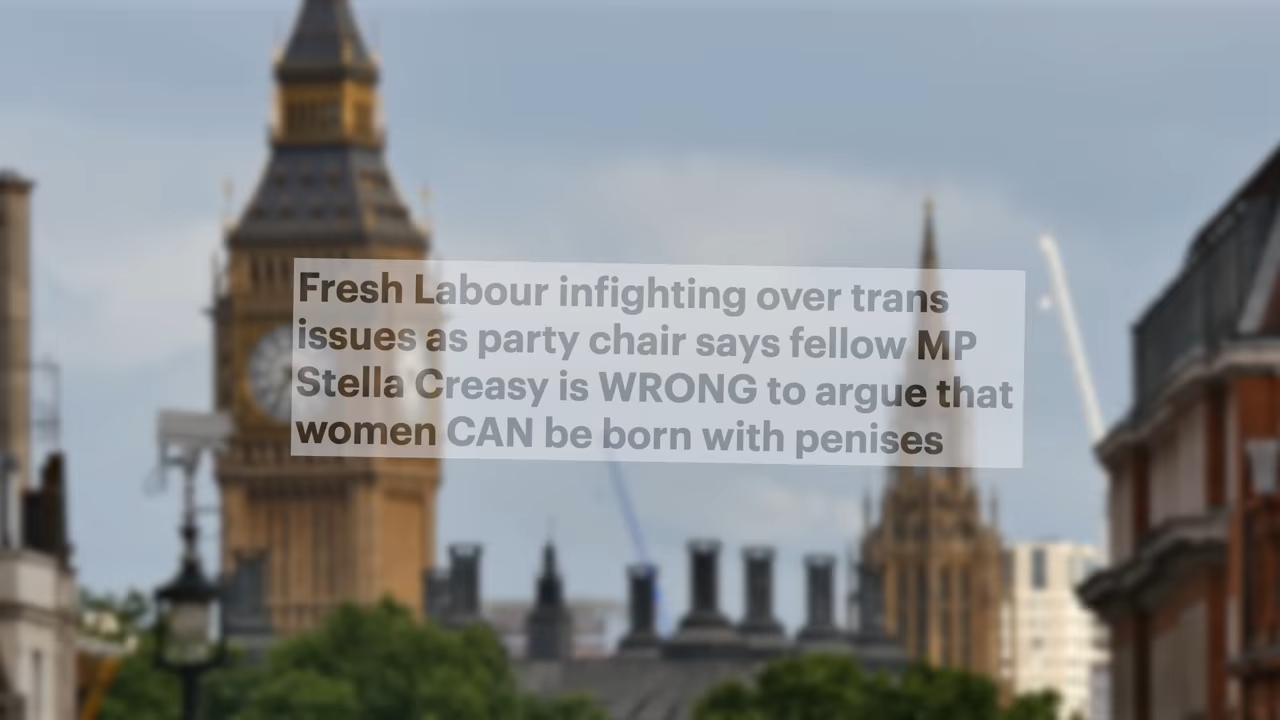 Fresh Labour infighting over trans
issues as party chair says fellow MP
Stella Creasy is WRONG to argue that
women CAN be born with penises